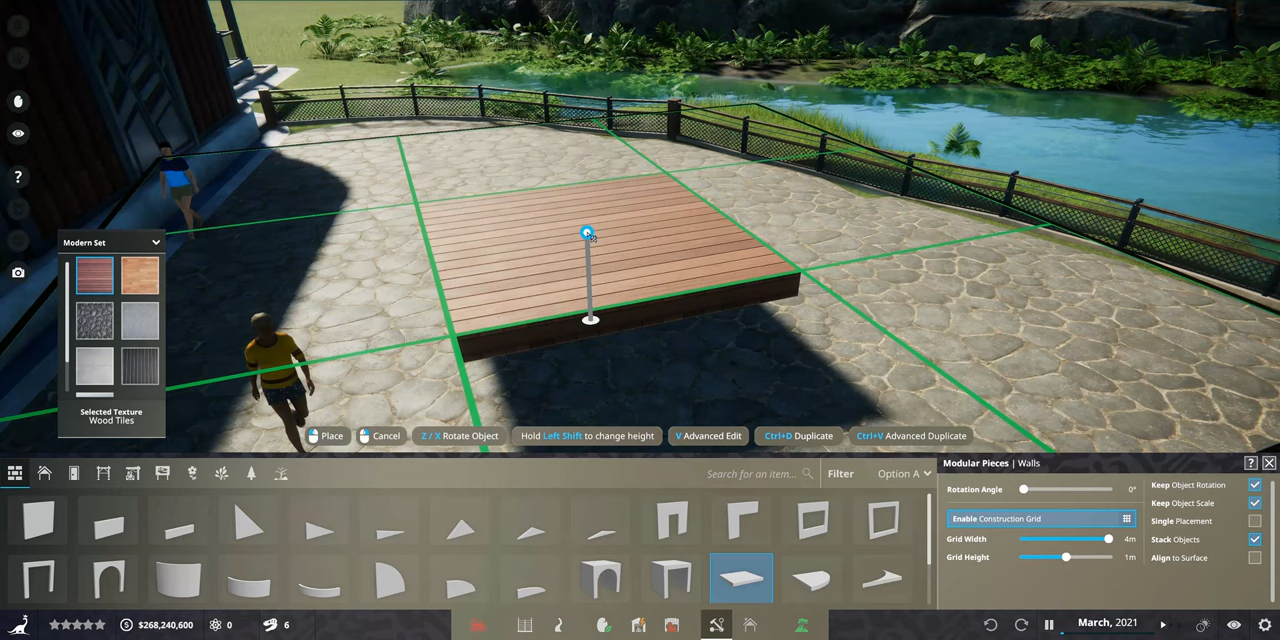 ?
Modern Set
Selected Texture
Wood Tiles
Place
Cancel
Z / X Rotate Object
Hold Left Shift to change height
V Advanced Edit
Ctrl+D Duplicate
Ctrl+V Advanced Duplicate
Search for an item...
Filter
Option A
Modular Pieces | Walls
?
Rotation Angle
0°
Keep Object Rotation
Keep Object Scale
Enable Construction Grid
Single Placement
Grid Width
4m
Stack Objects
Grid Height
1m
Align to Surface
$268,240,600
0
6
March, 2021